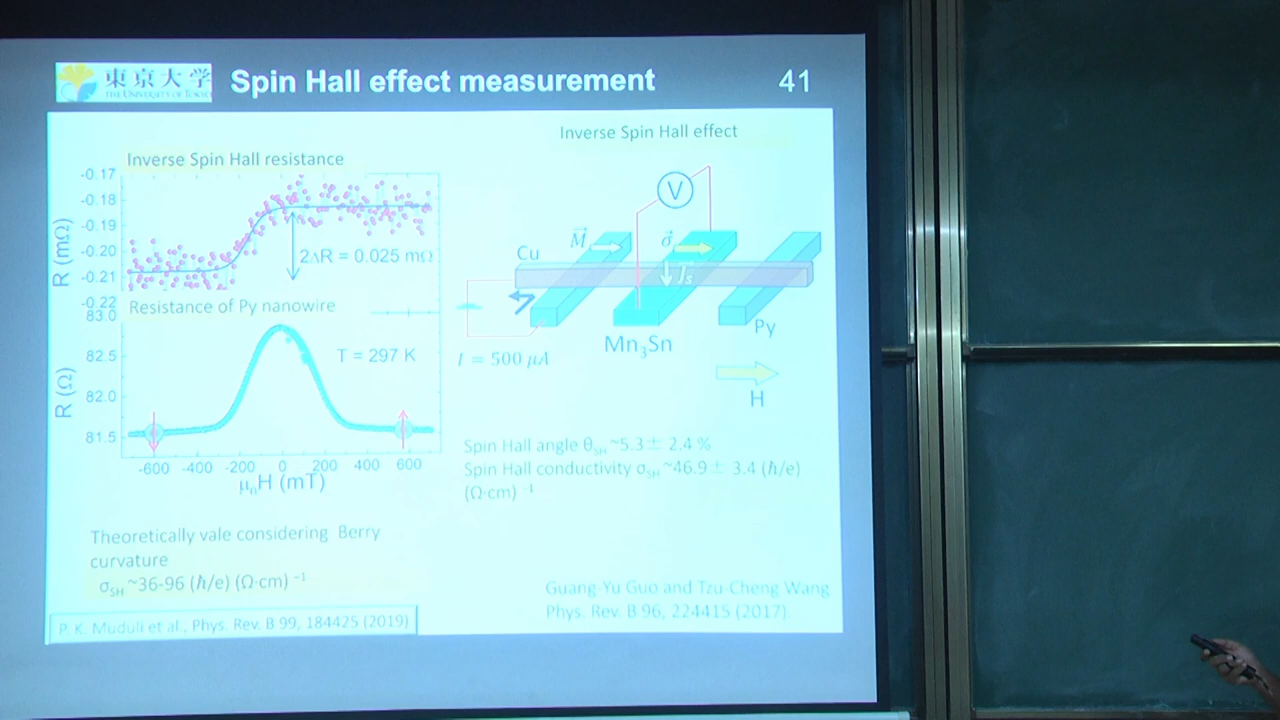 東京大学
THE UNIVERSITY OF TOKYO
Spin Hall effect measurement
41
Inverse Spin Hall effect
Inverse Spin Hall resistance
-0.17
-0.18
-0.19
-0.20
-0.21
-0.22
R (mΩ)
2ΔR = 0.025 mΩ
Resistance of Py nanowire
83.0
82.5
82.0
81.5
R (Ω)
T = 297 K
-600 -400 -200 0 200 400 600
μ₀H (mT)
V
M⃗
σ⃗
Cu
J⃗s
Py
Mn₃Sn
I = 500 μA
H
Spin Hall angle θSH ~5.3 ± 2.4 %
Spin Hall conductivity σSH ~46.9 ± 3.4 (ℏ/e)
(Ω·cm) ⁻¹
Theoretically vale considering Berry
curvature
σSH ~36-96 (ℏ/e) (Ω·cm) ⁻¹
P. K. Muduli et al., Phys. Rev. B 99, 184425 (2019)
Guang-Yu Guo and Tzu-Cheng Wang
Phys. Rev. B 96, 224415 (2017).